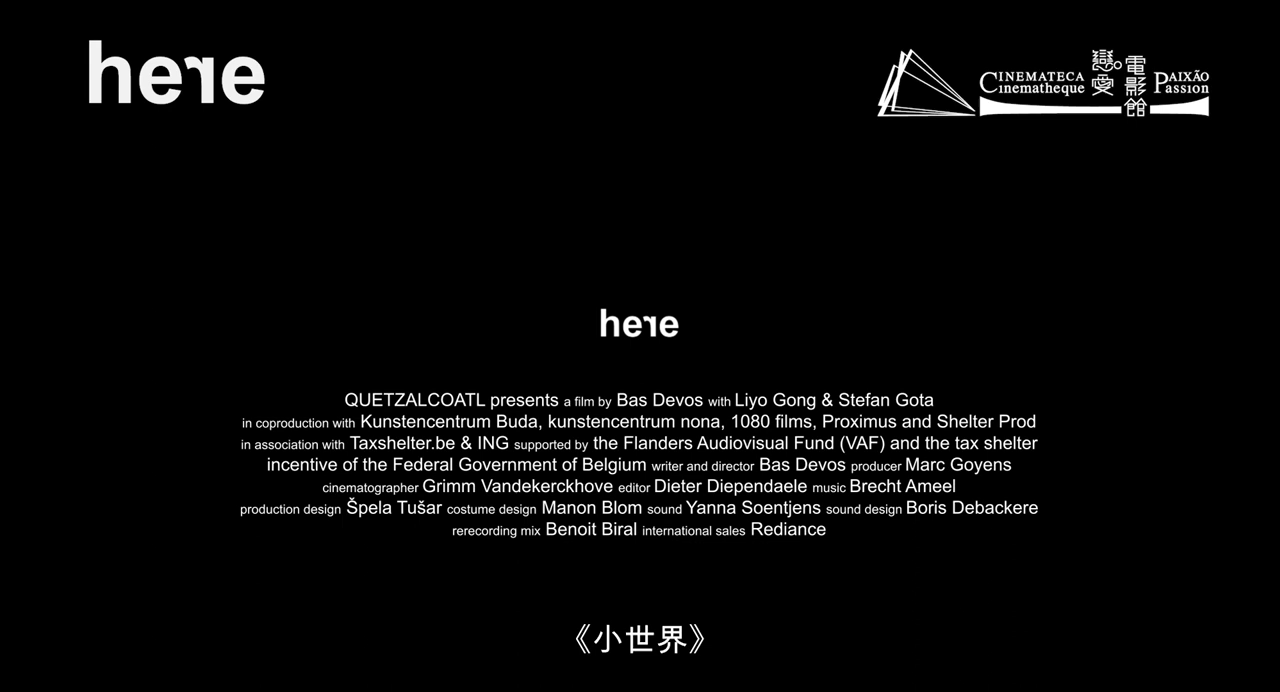 here
CINEMATECA
Cinematheque
戀愛
電影館
PAIXÃO
Passion
here
QUETZALCOATL presents a film by Bas Devos with Liyo Gong & Stefan Gota
in coproduction with Kunstencentrum Buda, kunstencentrum nona, 1080 films, Proximus and Shelter Prod
in association with Taxshelter.be & ING supported by the Flanders Audiovisual Fund (VAF) and the tax shelter
incentive of the Federal Government of Belgium writer and director Bas Devos producer Marc Goyens
cinematographer Grimm Vandekerckhove editor Dieter Diependaele music Brecht Ameel
production design Špela Tušar costume design Manon Blom sound Yanna Soentjens sound design Boris Debackere
rerecording mix Benoit Biral international sales Rediance
《小世界》